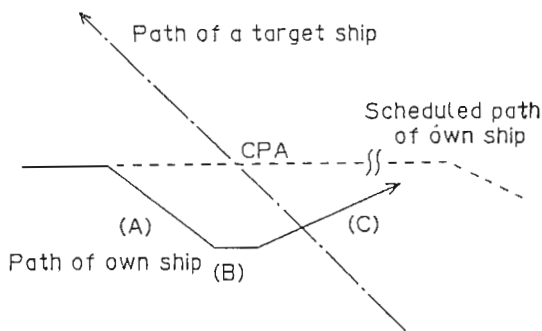 Path of a target ship
Scheduled path
of own ship
CPA
(A)
(C)
Path of own ship
(B)